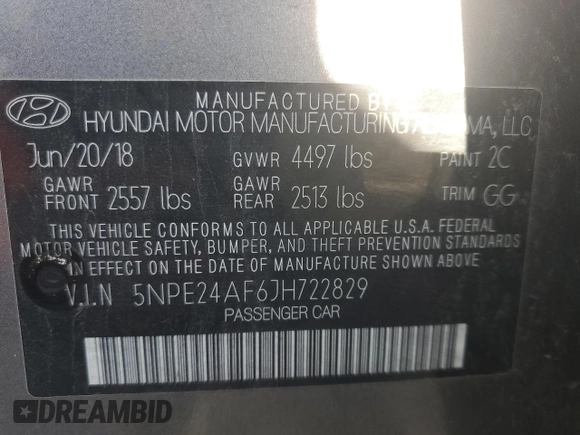 MANUFACTURED BY
HYUNDAI MOTOR MANUFACTURING ALABAMA, LLC
Jun/20/18 GVWR 4497 lbs PAINT 2C
GAWR FRONT 2557 lbs GAWR REAR 2513 lbs TRIM GG
THIS VEHICLE CONFORMS TO ALL APPLICABLE U.S.A. FEDERAL
MOTOR VEHICLE SAFETY, BUMPER, AND THEFT PREVENTION STANDARDS
IN EFFECT ON THE DATE OF MANUFACTURE SHOWN ABOVE.
V.I.N 5NPE24AF6JH722829
PASSENGER CAR
DREAMBID